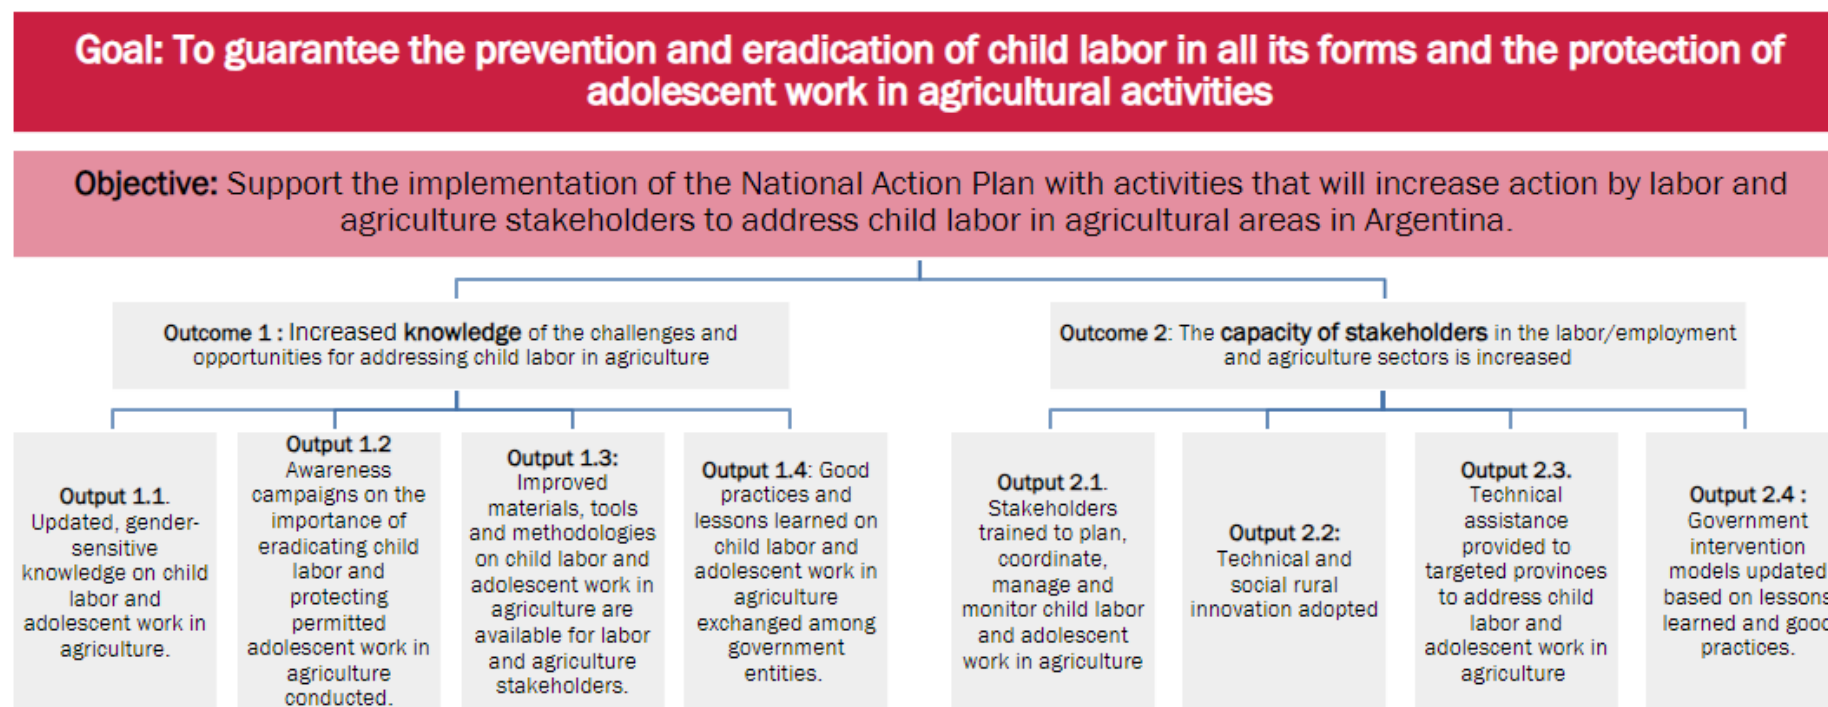 Goal: To guarantee the prevention and eradication of child labor in all its forms and the protection of
adolescent work in agricultural activities
Objective: Support the implementation of the National Action Plan with activities that will increase action by labor and
agriculture stakeholders to address child labor in agricultural areas in Argentina.
Outcome 1 : Increased knowledge of the challenges and
opportunities for addressing child labor in agriculture
Outcome 2: The capacity of stakeholders in the labor/employment
and agriculture sectors is increased
Output 1.1.
Updated, gender-
sensitive
knowledge on child
labor and
adolescent work in
agriculture.
Output 1.2
Awareness
campaigns on the
importance of
eradicating child
labor and
protecting
permitted
adolescent work in
agriculture
conducted.
Output 1.3:
Improved
materials, tools
and methodologies
on child labor and
adolescent work in
agriculture are
available for labor
and agriculture
stakeholders.
Output 1.4: Good
practices and
lessons learned on
child labor and
adolescent work in
agriculture
exchanged among
government
entities.
Output 2.1.
Stakeholders
trained to plan,
coordinate,
manage and
monitor child labor
and adolescent
work in agriculture
Output 2.2:
Technical and
social rural
innovation adopted
Output 2.3.
Technical
assistance
provided to
targeted provinces
to address child
labor and
adolescent work in
agriculture
Output 2.4 :
Government
intervention
models updated
based on lessons
learned and good
practices.